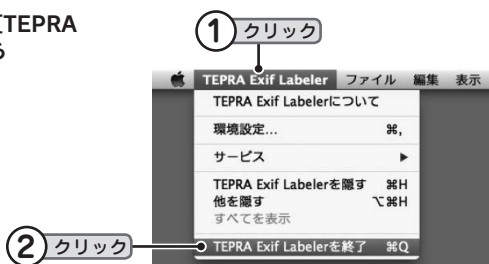 TEPRA
① クリック
TEPRA Exif Labeler ファイル 編集 表示
TEPRA Exif Labelerについて
環境設定... ⌘,
サービス ▶
TEPRA Exif Labelerを隠す ⌘H
他を隠す ⌥⌘H
すべてを表示
② クリック
TEPRA Exif Labelerを終了 ⌘Q